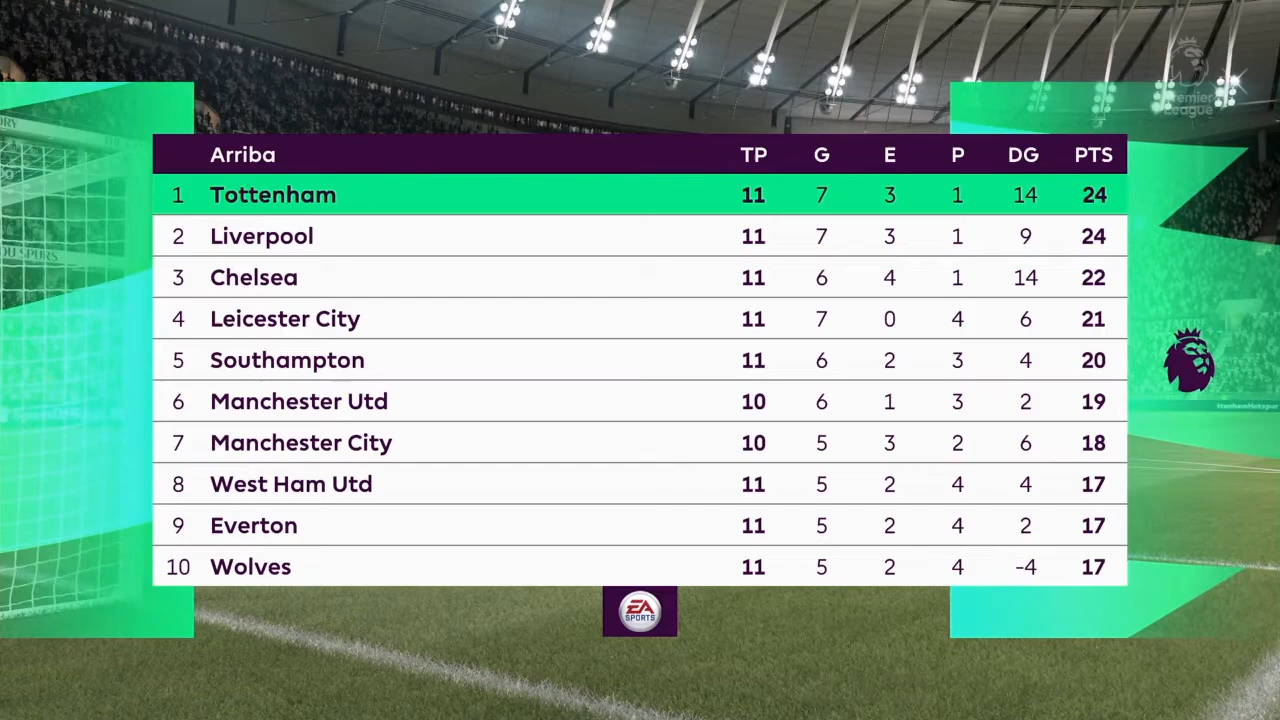 Premier
League
Arriba TP G E P DG PTS
1 Tottenham 11 7 3 1 14 24
2 Liverpool 11 7 3 1 9 24
3 Chelsea 11 6 4 1 14 22
4 Leicester City 11 7 0 4 6 21
5 Southampton 11 6 2 3 4 20
6 Manchester Utd 10 6 1 3 2 19
7 Manchester City 10 5 3 2 6 18
8 West Ham Utd 11 5 2 4 4 17
9 Everton 11 5 2 4 2 17
10 Wolves 11 5 2 4 -4 17
EA
SPORTS